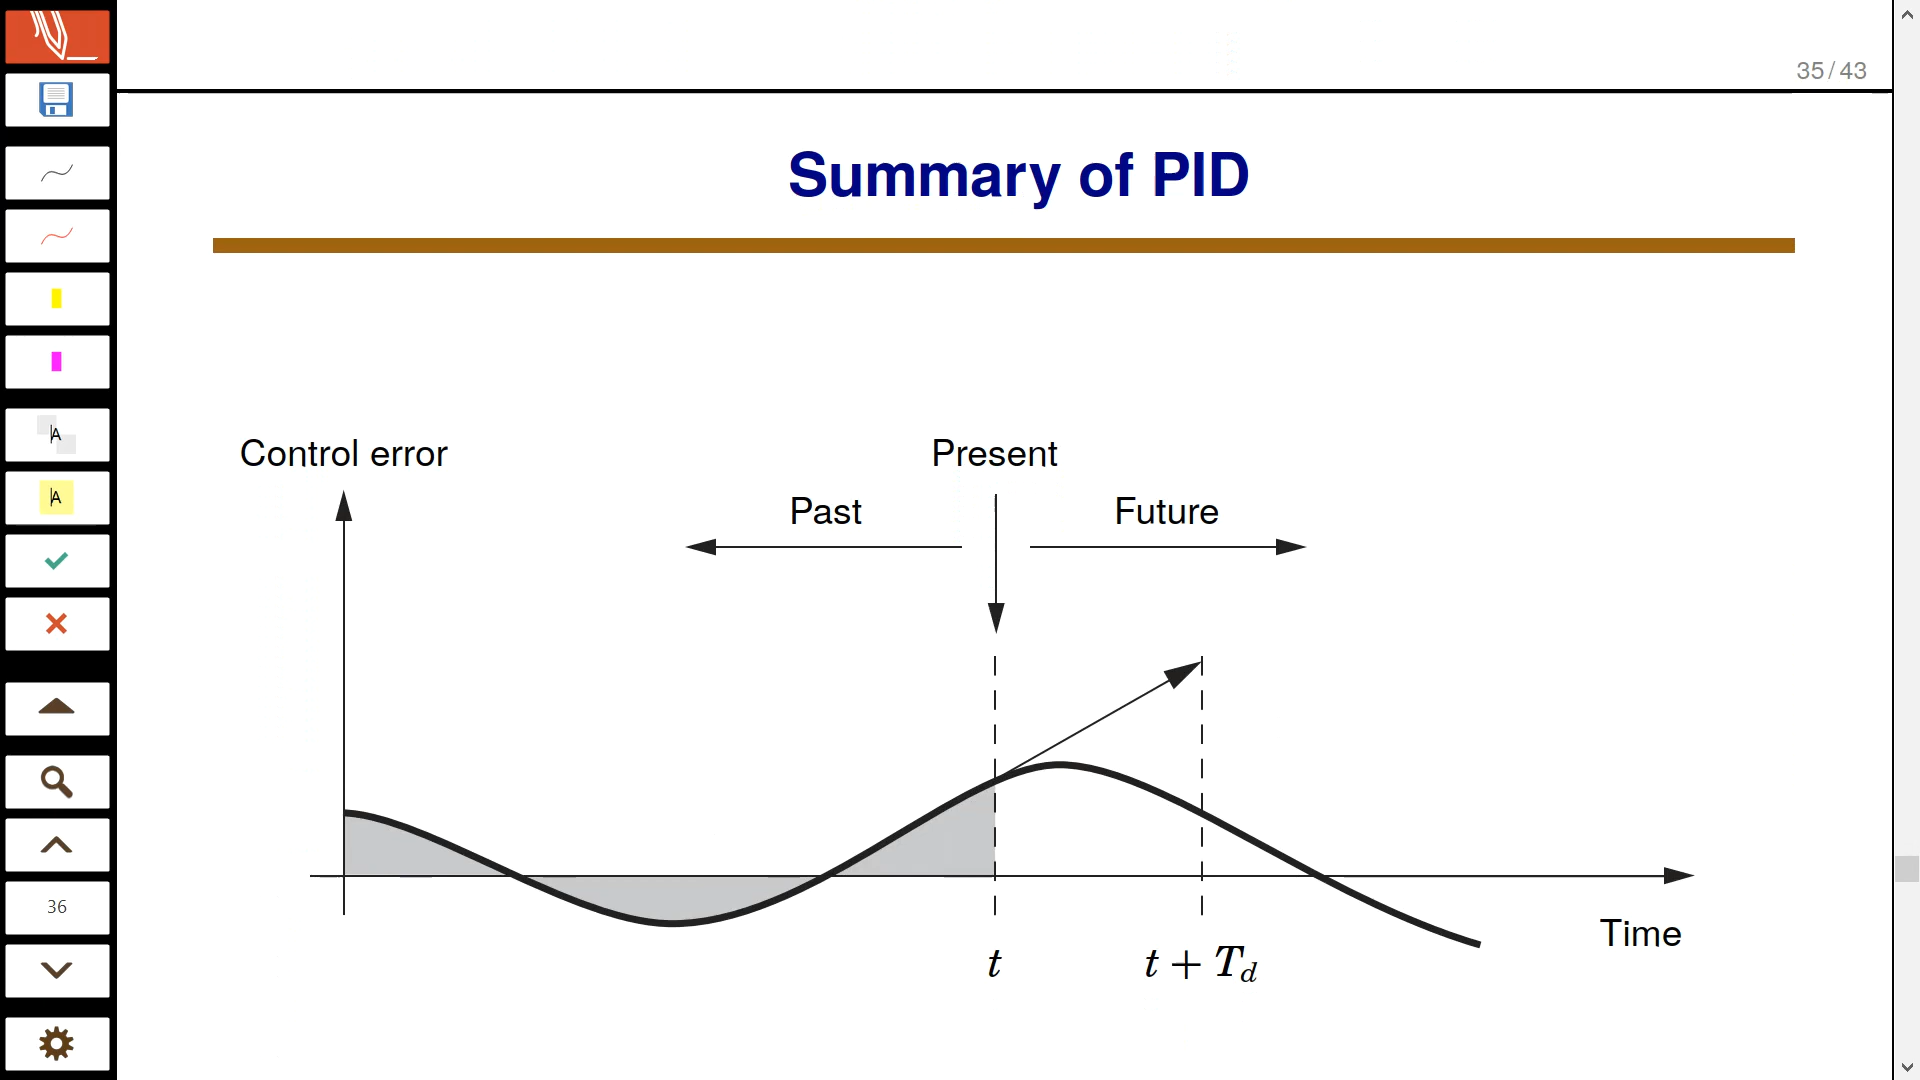 35/43
Summary of PID
Control error
Present
Past
Future
t
t + T_d
Time
A
A
36